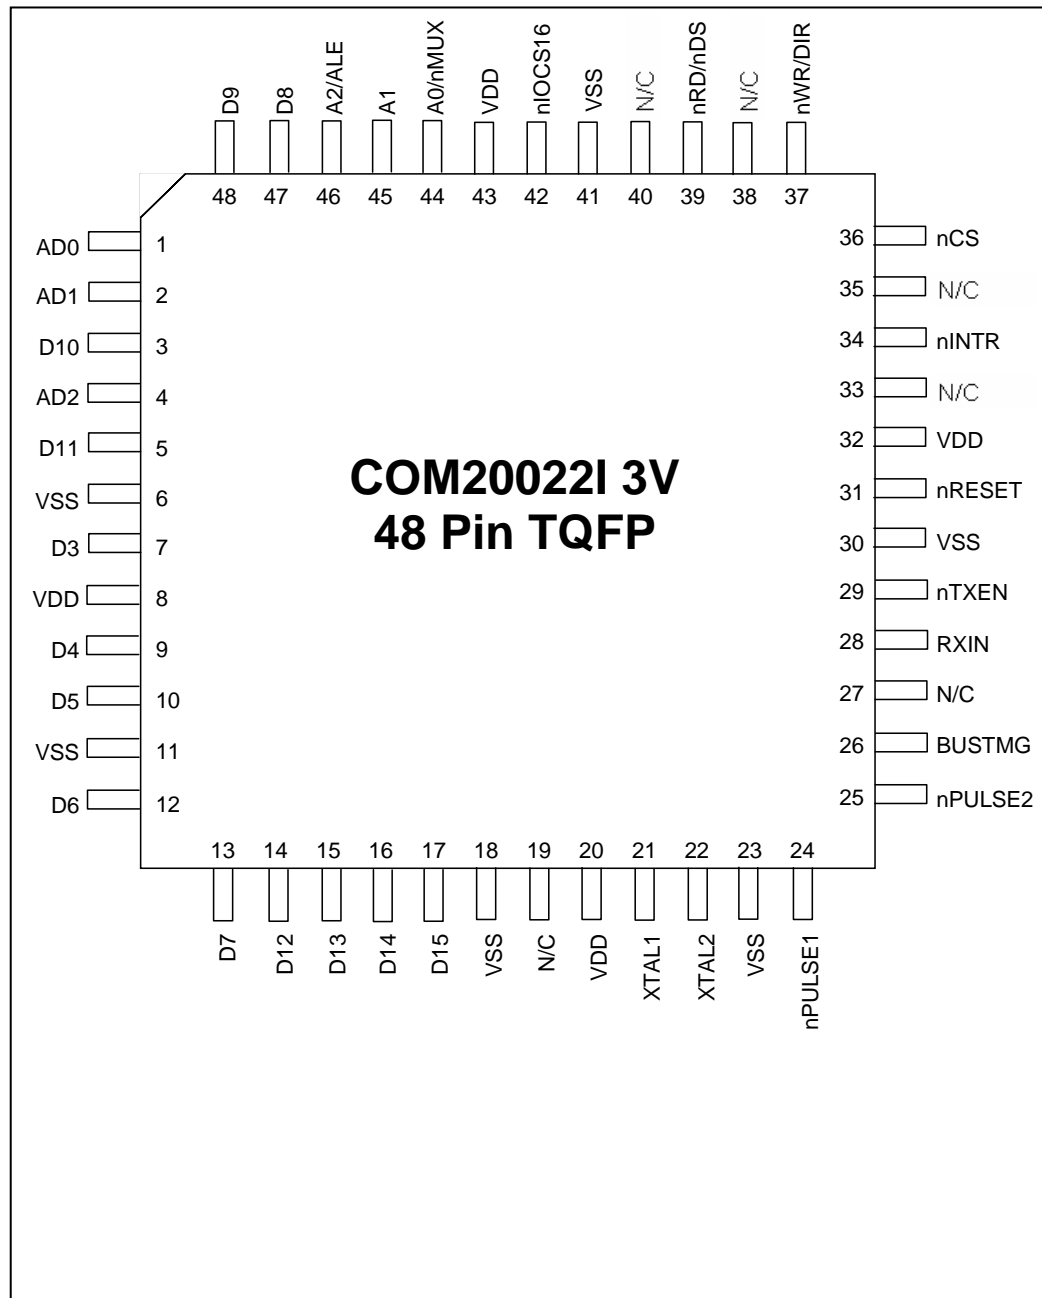 D9
D8
A2/ALE
A1
A0/nMUX
VDD
nIOCS16
VSS
N/C
nRD/nDS
N/C
nWR/DIR
48 47 46 45 44 43 42 41 40 39 38 37
AD0 1
AD1 2
D10 3
AD2 4
D11 5
VSS 6
D3 7
VDD 8
D4 9
D5 10
VSS 11
D6 12
COM20022I 3V
48 Pin TQFP
36 nCS
35 N/C
34 nINTR
33 N/C
32 VDD
31 nRESET
30 VSS
29 nTXEN
28 RXIN
27 N/C
26 BUSTMG
25 nPULSE2
13 14 15 16 17 18 19 20 21 22 23 24
D7
D12
D13
D14
D15
VSS
N/C
VDD
XTAL1
XTAL2
VSS
nPULSE1